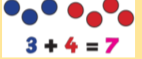 3 + 4 = 7